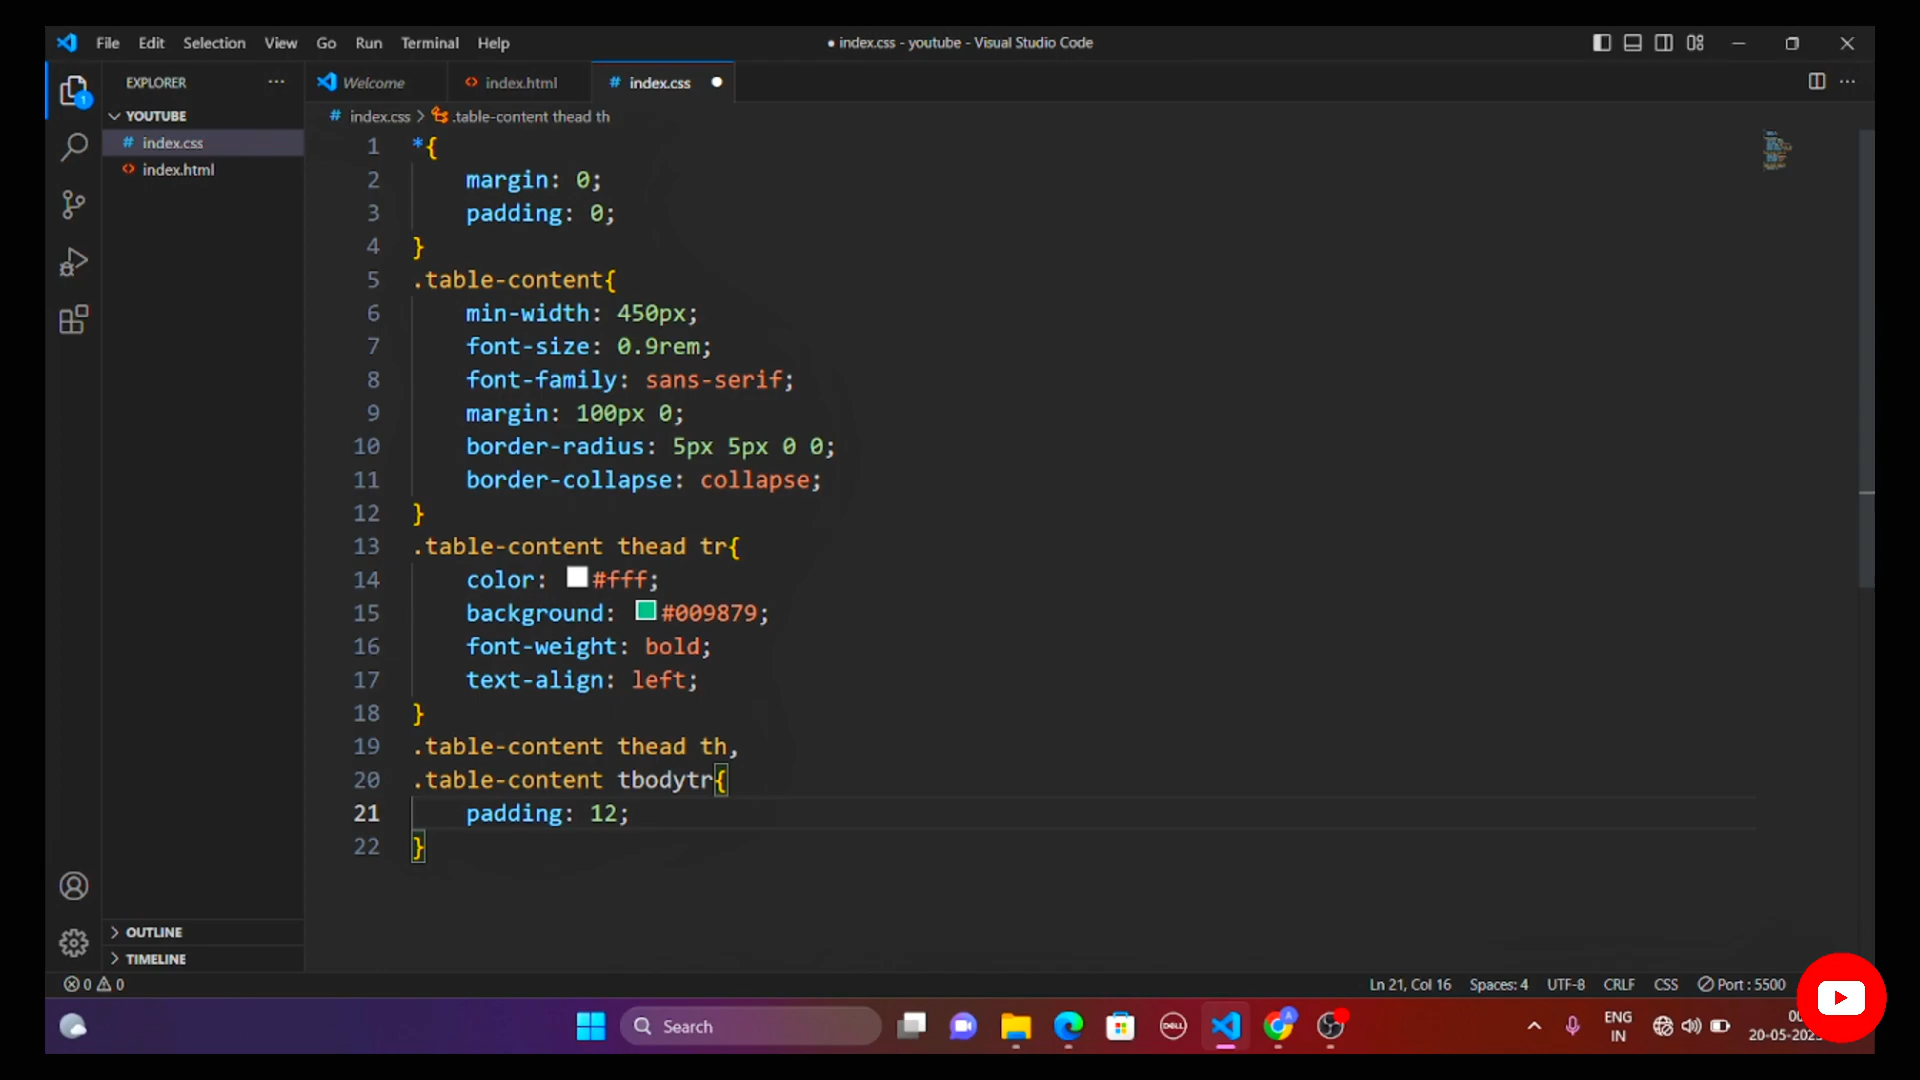 File Edit Selection View Go Run Terminal Help
● index.css - youtube - Visual Studio Code
EXPLORER ...
Welcome
index.html
# index.css ●
YOUTUBE
# index.css
index.html
# index.css > .table-content thead th
1 *{
2 margin: 0;
3 padding: 0;
4 }
5 .table-content{
6 min-width: 450px;
7 font-size: 0.9rem;
8 font-family: sans-serif;
9 margin: 100px 0;
10 border-radius: 5px 5px 0 0;
11 border-collapse: collapse;
12 }
13 .table-content thead tr{
14 color: #fff;
15 background: #009879;
16 font-weight: bold;
17 text-align: left;
18 }
19 .table-content thead th,
20 .table-content tbodytr{
21 padding: 12;
22 }
1
OUTLINE
TIMELINE
0 0
Ln 21, Col 16 Spaces: 4 UTF-8 CRLF CSS Port : 5500
Search
DELL
A
ENG
IN
20-05-202